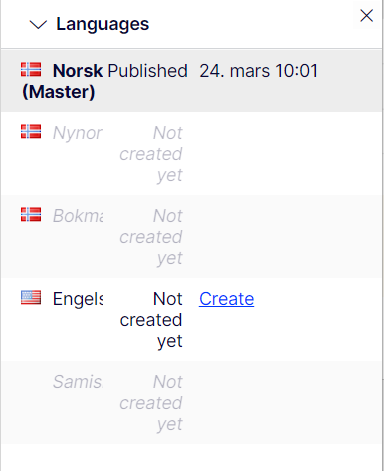 Languages
Norsk Published 24. mars 10:01
(Master)
Nynor Not
created
yet
Bokma Not
created
yet
Engels Not Create
created
yet
Samis Not
created
yet